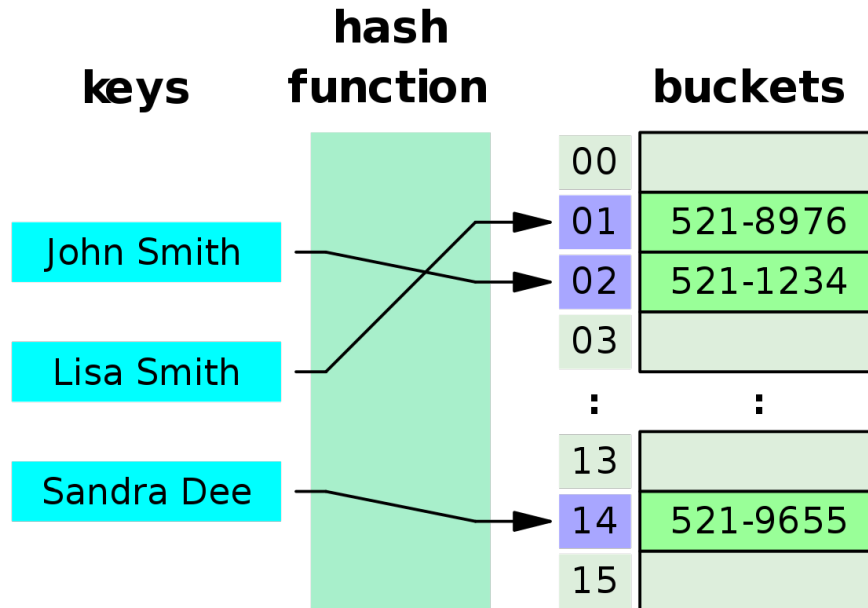 keys
hash
function
buckets
John Smith
Lisa Smith
Sandra Dee
00
01 521-8976
02 521-1234
03
: :
13
14 521-9655
15